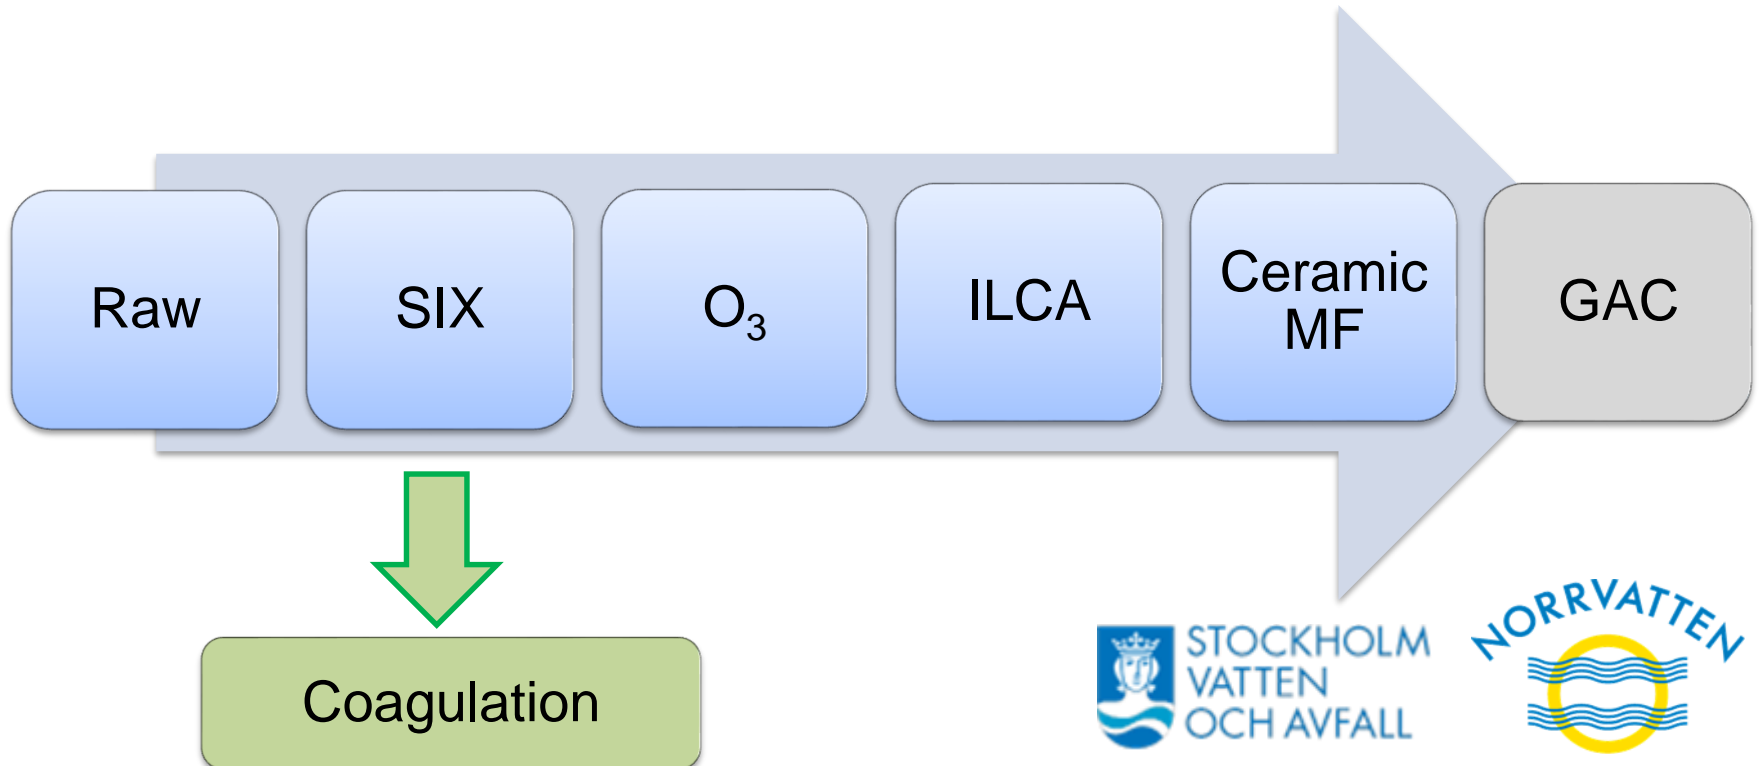 Raw
SIX
O₃
ILCA
Ceramic
MF
GAC
Coagulation
STOCKHOLM
VATTEN
OCH AVFALL
NORRVATTEN